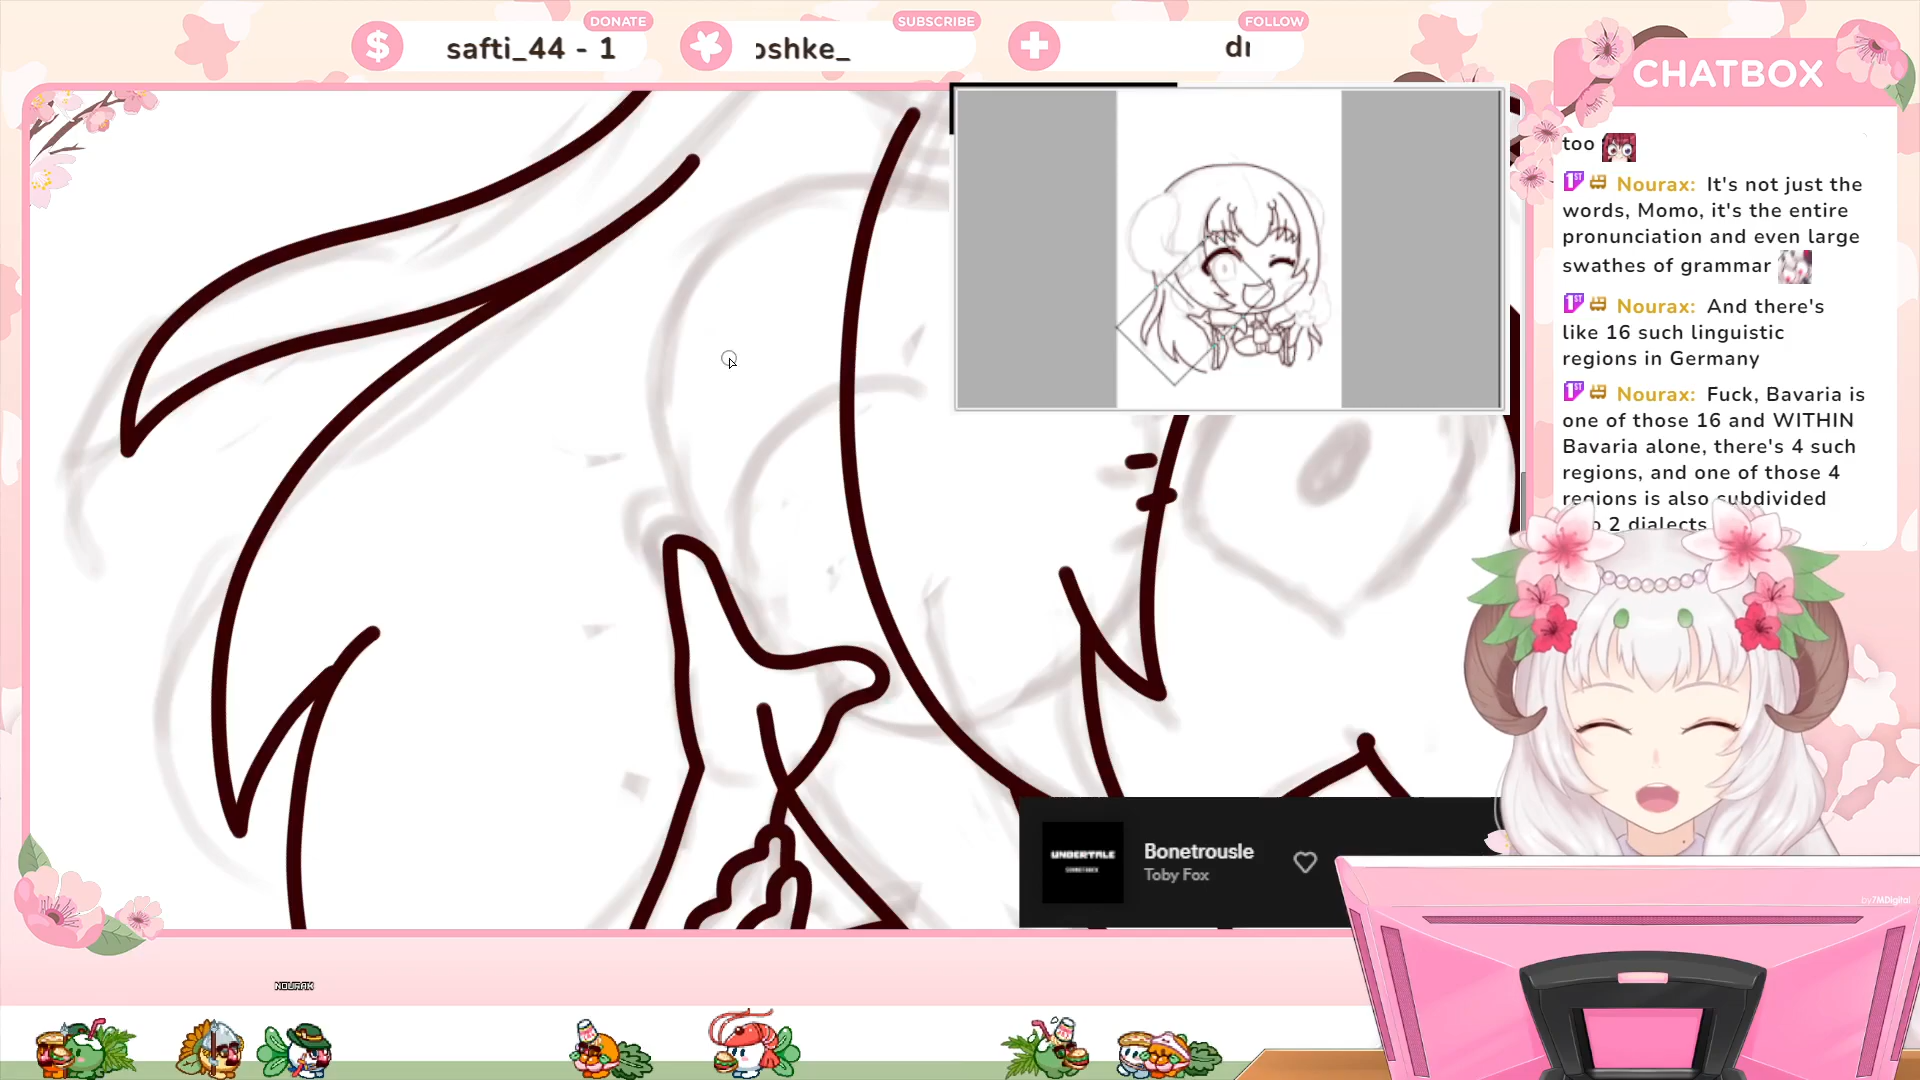 DONATE
SUBSCRIBE
FOLLOW
safti_44 - 1
oshke_
CHATBOX
too
Nourax: It's not just the
words, Momo, it's the entire
pronunciation and even large
swathes of grammar
Nourax: And there's
like 16 such linguistic
regions in Germany
Nourax: Fuck, Bavaria is
one of those 16 and WITHIN
Bavaria alone, there's 4 such
regions, and one of those 4
regions is also subdivided
2 dialects
UNDERTALE
Bonetrousle
Toby Fox
by7MDigital
NOURAX